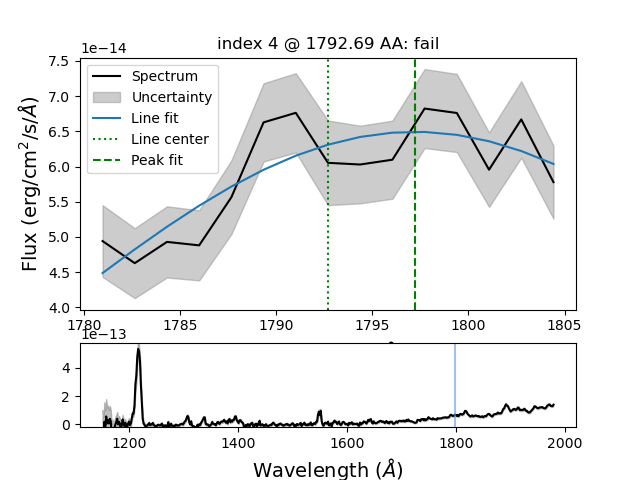 index 4 @ 1792.69 AA: fail
1e−14
7.5
7.0
6.5
6.0
5.5
5.0
4.5
4.0
Flux (erg/cm²/s/Å)
Spectrum
Uncertainty
Line fit
Line center
Peak fit
1780 1785 1790 1795 1800 1805
1e−13
4
2
0
1200 1400 1600 1800 2000
Wavelength (Å)